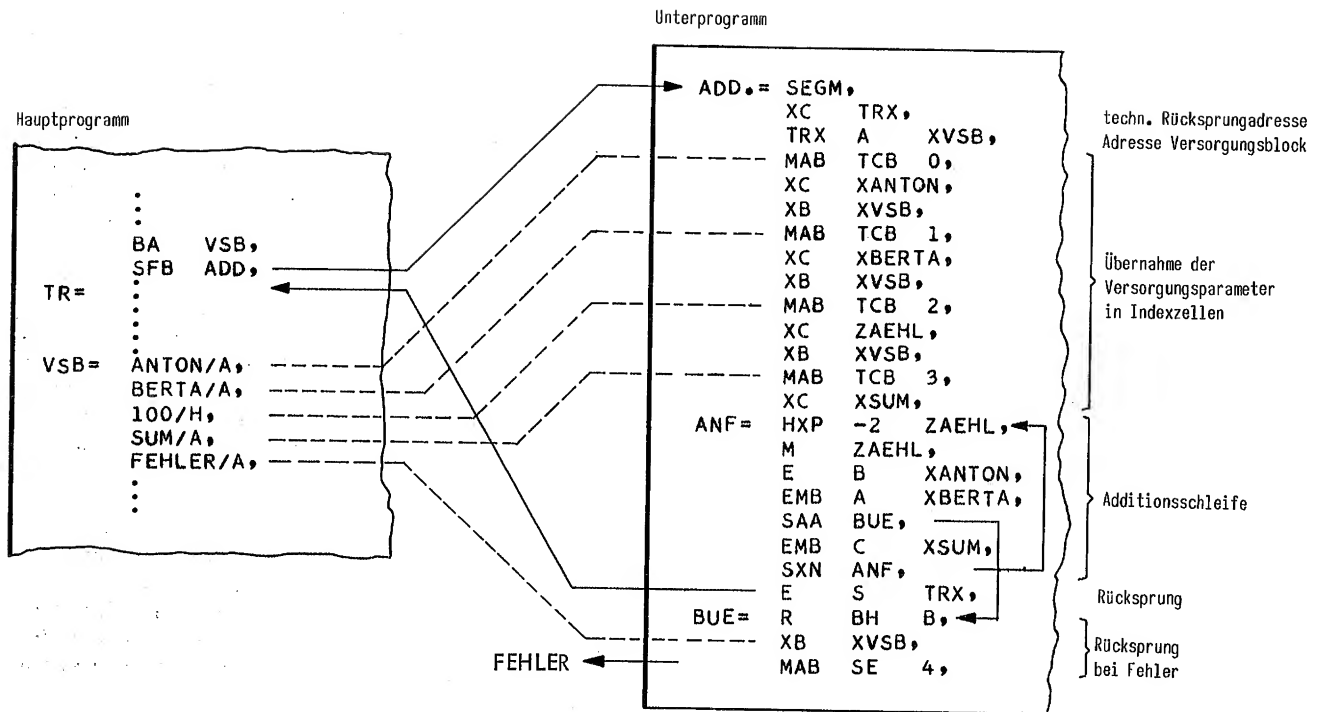 Hauptprogramm
BA VSB,
SFB ADD,
TR=
VSB= ANTON/A,
BERTA/A,
100/H,
SUM/A,
FEHLER/A,
Unterprogramm
ADD.= SEGM,
XC TRX,
TRX A XVSB,
MAB TCB 0,
XC XANTON,
XB XVSB,
MAB TCB 1,
XC XBERTA,
XB XVSB,
MAB TCB 2,
XC ZAEHL,
XB XVSB,
MAB TCB 3,
XC XSUM,
ANF= HXP -2 ZAEHL,
M ZAEHL,
E B XANTON,
EMB A XBERTA,
SAA BUE,
EMB C XSUM,
SXN ANF,
E S TRX,
BUE= R BH B,
XB XVSB,
MAB SE 4,
FEHLER
techn. Rücksprungadresse
Adresse Versorgungsblock
Übernahme der
Versorgungsparameter
in Indexzellen
Additionsschleife
Rücksprung
Rücksprung
bei Fehler